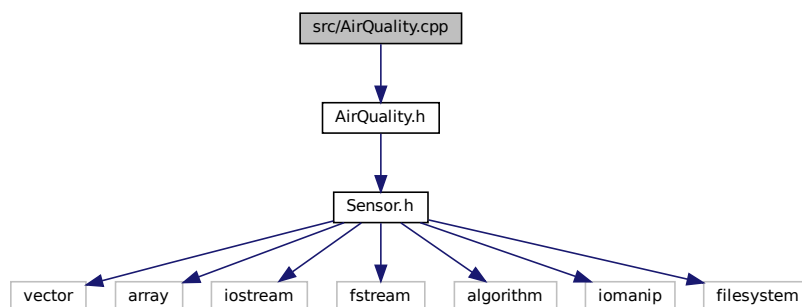 src/AirQuality.cpp
AirQuality.h
Sensor.h
vector
array
iostream
fstream
algorithm
iomanip
filesystem